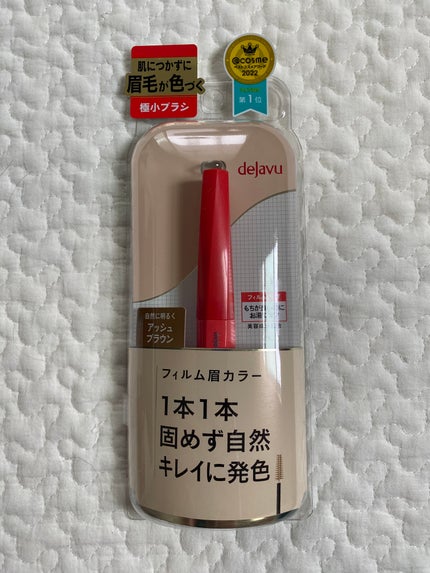 肌につかずに
眉毛が色づく
極小ブラシ
@cosme
2022
第1位
dejavu
自然に明るく
アッシュ
ブラウン
フィルム眉カラー
1本1本
固めず自然
キレイに発色